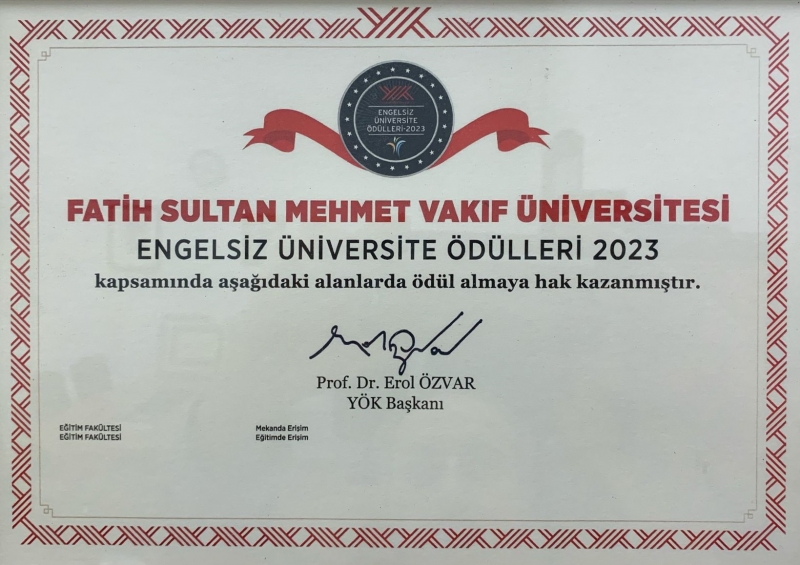 YÖK
ENGELSİZ
ÜNİVERSİTE
ÖDÜLLERİ-2023
FATİH SULTAN MEHMET VAKIF ÜNİVERSİTESİ
ENGELSİZ ÜNİVERSİTE ÖDÜLLERİ 2023
kapsamında aşağıdaki alanlarda ödül almaya hak kazanmıştır.
Prof. Dr. Erol ÖZVAR
YÖK Başkanı
EĞİTİM FAKÜLTESİ Mekanda Erişim
EĞİTİM FAKÜLTESİ Eğitimde Erişim